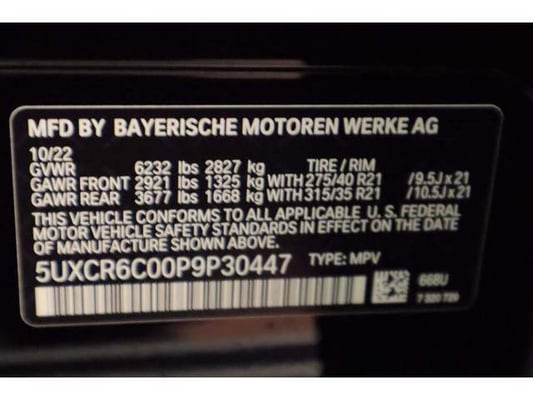 MFD BY BAYERISCHE MOTOREN WERKE AG
10/22
GVWR 6232 lbs 2827 kg TIRE / RIM
GAWR FRONT 2921 lbs 1325 kg WITH 275/40 R21 /9.5J x 21
GAWR REAR 3677 lbs 1668 kg WITH 315/35 R21 /10.5J x 21
THIS VEHICLE CONFORMS TO ALL APPLICABLE U. S. FEDERAL
MOTOR VEHICLE SAFETY STANDARDS IN EFFECT ON THE DATE
OF MANUFACTURE SHOWN ABOVE.
5UXCR6C00P9P30447 TYPE: MPV
668U
7 320 729